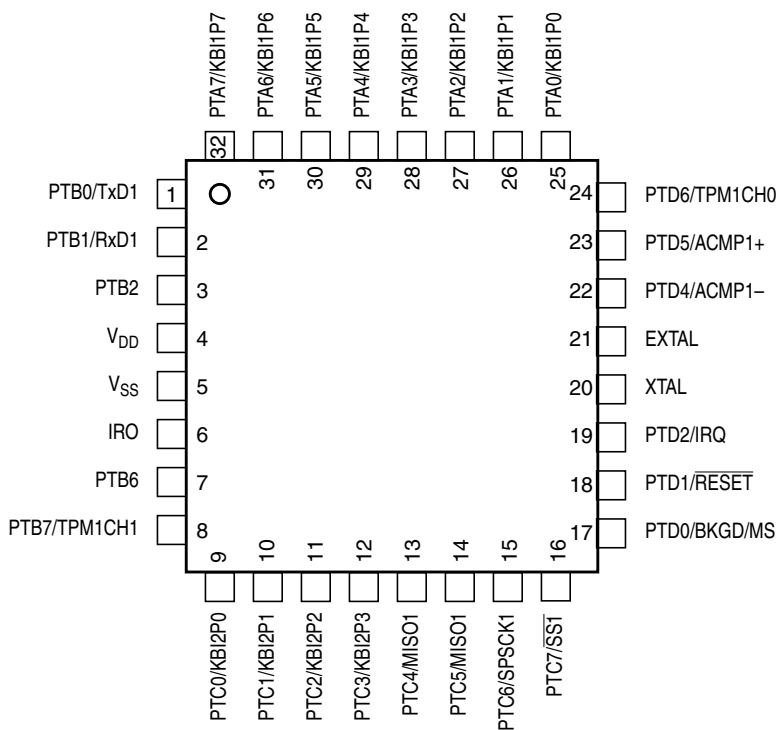 PTA7/KBI1P7
PTA6/KBI1P6
PTA5/KBI1P5
PTA4/KBI1P4
PTA3/KBI1P3
PTA2/KBI1P2
PTA1/KBI1P1
PTA0/KBI1P0
32
31
30
29
28
27
26
25
PTB0/TxD1 1
PTB1/RxD1 2
PTB2 3
VDD 4
VSS 5
IRO 6
PTB6 7
PTB7/TPM1CH1 8
24 PTD6/TPM1CH0
23 PTD5/ACMP1+
22 PTD4/ACMP1–
21 EXTAL
20 XTAL
19 PTD2/IRQ
18 PTD1/RESET
17 PTD0/BKGD/MS
9
10
11
12
13
14
15
16
PTC0/KBI2P0
PTC1/KBI2P1
PTC2/KBI2P2
PTC3/KBI2P3
PTC4/MISO1
PTC5/MISO1
PTC6/SPSCK1
PTC7/SS1